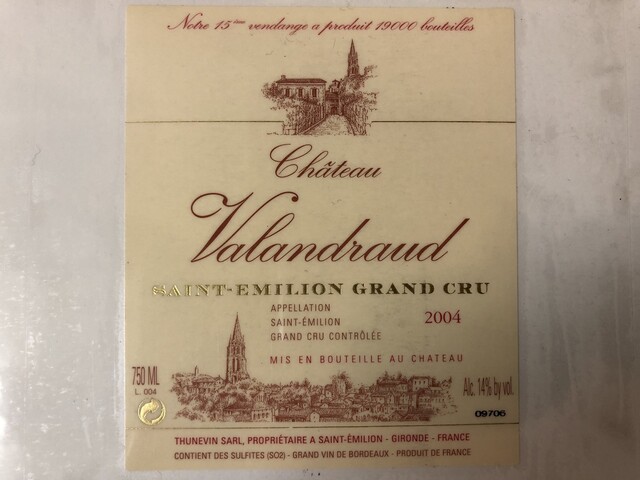 Notre 15ème vendange a produit 19000 bouteilles
Château
Valandraud
SAINT-EMILION GRAND CRU
APPELLATION
SAINT-ÉMILION
GRAND CRU CONTRÔLÉE
2004
MIS EN BOUTEILLE AU CHATEAU
750 ML
L. 004
Alc. 14% by vol.
09706
THUNEVIN SARL, PROPRIÉTAIRE A SAINT-ÉMILION - GIRONDE - FRANCE
CONTIENT DES SULFITES (SO2) - GRAND VIN DE BORDEAUX - PRODUIT DE FRANCE